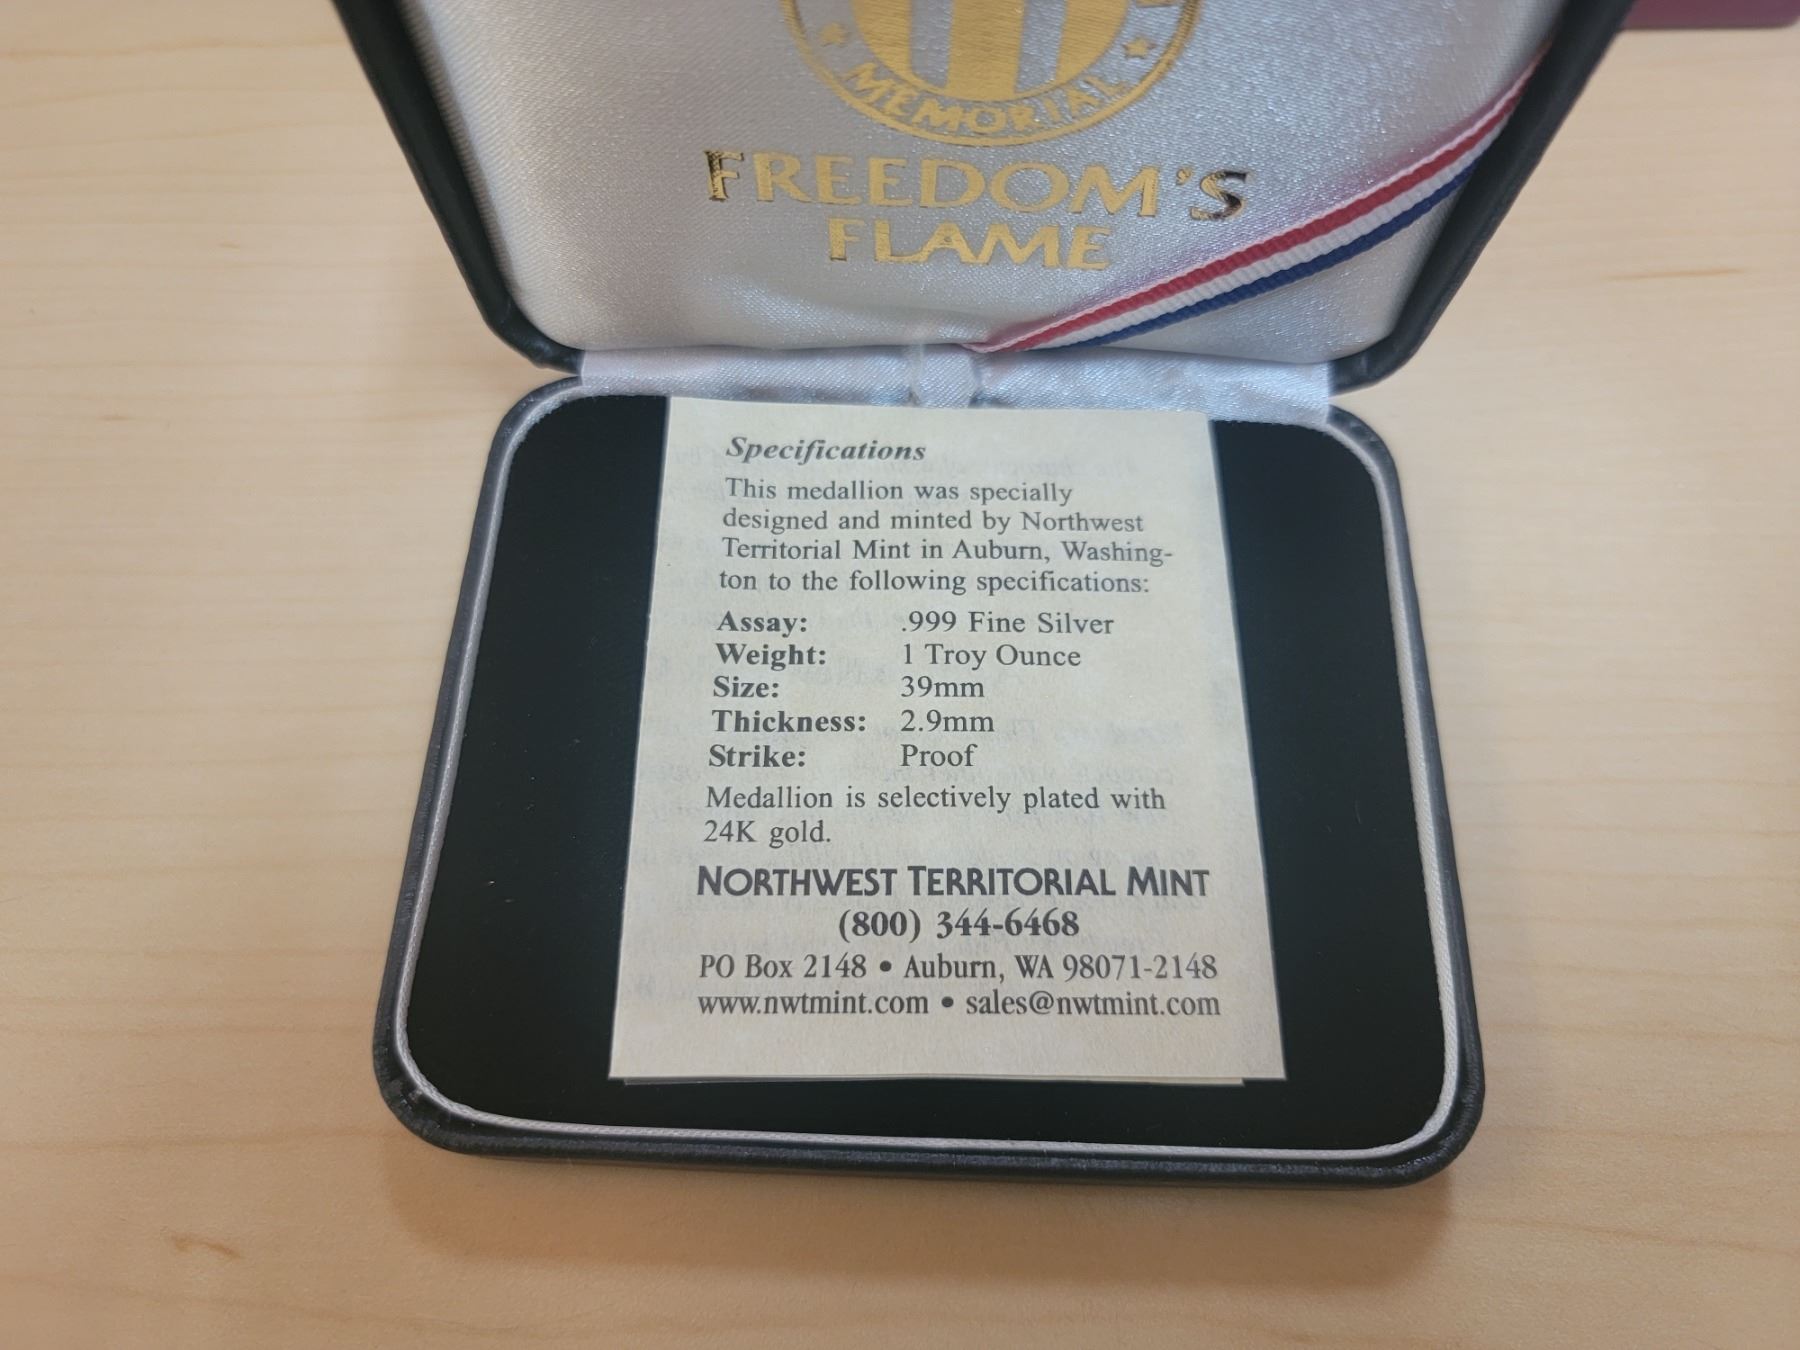 MEMORIAL
FREEDOM'S
FLAME
Specifications
This medallion was specially
designed and minted by Northwest
Territorial Mint in Auburn, Washing-
ton to the following specifications:
Assay: .999 Fine Silver
Weight: 1 Troy Ounce
Size: 39mm
Thickness: 2.9mm
Strike: Proof
Medallion is selectively plated with
24K gold.
NORTHWEST TERRITORIAL MINT
(800) 344-6468
PO Box 2148 • Auburn, WA 98071-2148
www.nwtmint.com • sales@nwtmint.com